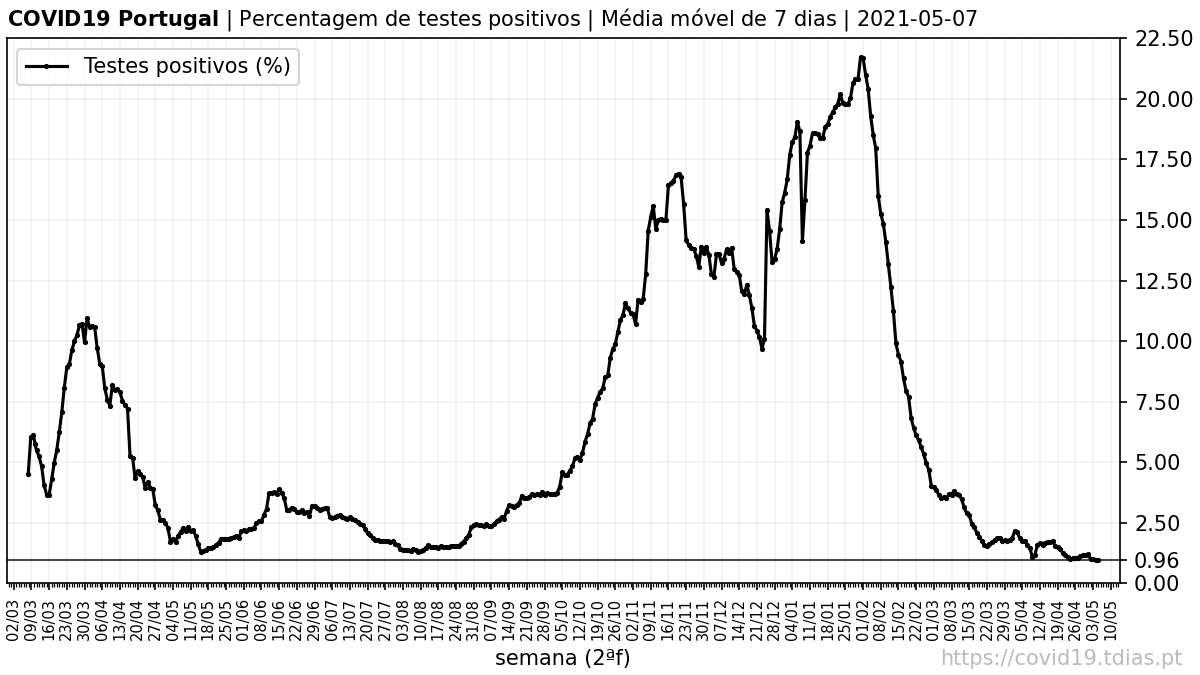 COVID19 Portugal | Percentagem de testes positivos | Média móvel de 7 dias | 2021-05-07
Testes positivos (%)
22.50
20.00
17.50
15.00
12.50
10.00
7.50
5.00
2.50
0.96
0.00
02/03 09/03 16/03 23/03 30/03 06/04 13/04 20/04 27/04 04/05 11/05 18/05 25/05 01/06 08/06 15/06 22/06 29/06 06/07 13/07 20/07 27/07 03/08 10/08 17/08 24/08 31/08 07/09 14/09 21/09 28/09 05/10 12/10 19/10 26/10 02/11 09/11 16/11 23/11 30/11 07/12 14/12 21/12 28/12 04/01 11/01 18/01 25/01 01/02 08/02 15/02 22/02 01/03 08/03 15/03 22/03 29/03 05/04 12/04 19/04 26/04 03/05 10/05
semana (2ªf)
https://covid19.tdias.pt